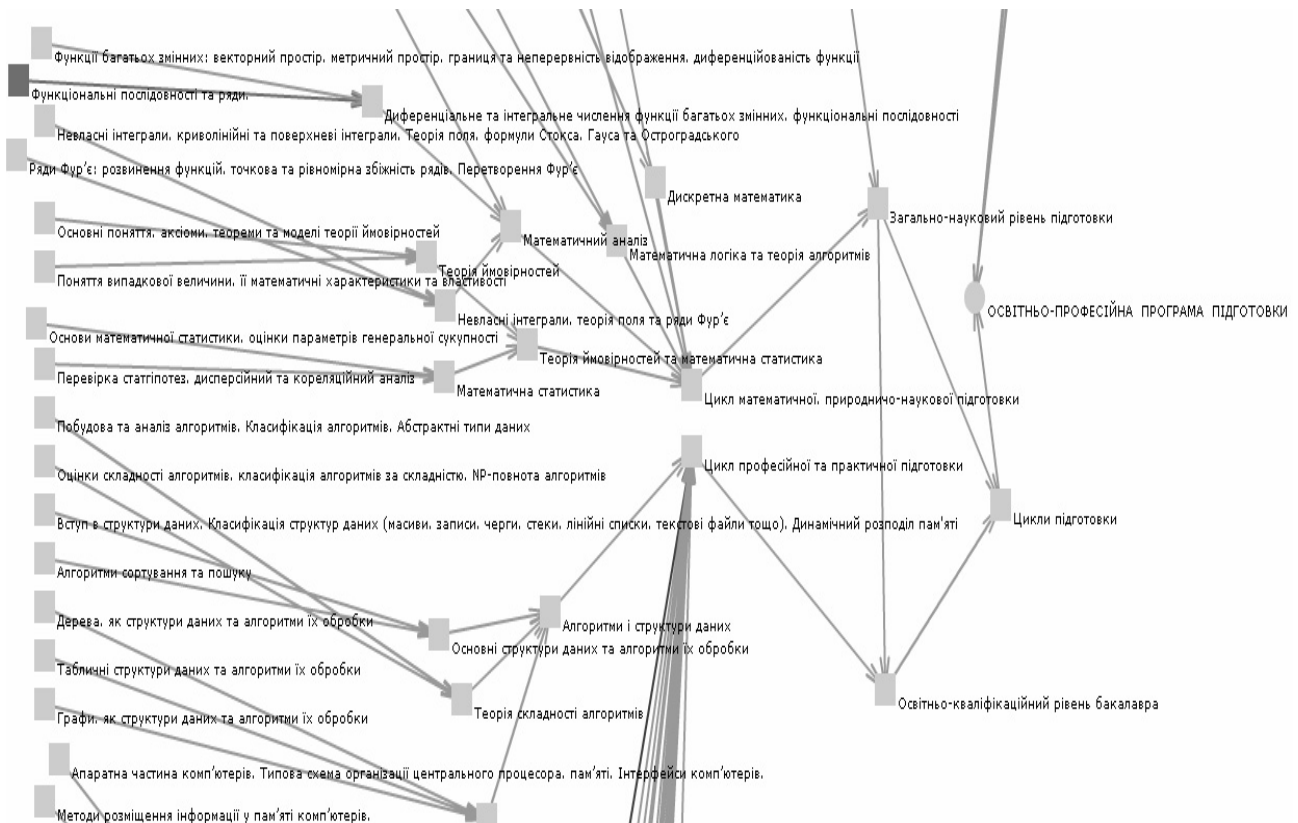 Функції багатьох змінних: векторний простір, метричний простір, границя та неперервність відображення, диференційованість функції
Функціональні послідовності та ряди.
Диференціальне та інтегральне числення функції багатьох змінних, функціональні послідовності
Невласні інтеграли, криволінійні та поверхневі інтеграли. Теорія поля, формули Стокса, Гауса та Остроградського
Ряди Фур'є: розвинення функцій, точкова та рівномірна збіжність рядів. Перетворення Фур'є
Дискретна математика
Загально-науковий рівень підготовки
Основні поняття, аксіоми, теореми та моделі теорії ймовірностей
Математичний аналіз
Математична логіка та теорія алгоритмів
Теорія ймовірностей
Поняття випадкової величини, її математичні характеристики та властивості
ОСВІТНЬО-ПРОФЕСІЙНА ПРОГРАМА ПІДГОТОВКИ
Невласні інтеграли, теорія поля та ряди Фур'є
Основи математичної статистики, оцінки параметрів генеральної сукупності
Теорія ймовірностей та математична статистика
Перевірка статгіпотез, дисперсійний та кореляційний аналіз
Математична статистика
Цикл математичної, природничо-наукової підготовки
Побудова та аналіз алгоритмів. Класифікація алгоритмів. Абстрактні типи даних
Цикл професійної та практичної підготовки
Оцінки складності алгоритмів, класифікація алгоритмів за складністю, NP-повнота алгоритмів
Вступ в структури даних. Класифікація структур даних (масиви, записи, черги, стеки, лінійні списки, текстові файли тощо). Динамічний розподіл пам'яті
Цикли підготовки
Алгоритми сортування та пошуку
Дерева, як структури даних та алгоритми їх обробки
Алгоритми і структури даних
Основні структури даних та алгоритми їх обробки
Табличні структури даних та алгоритми їх обробки
Освітньо-кваліфікаційний рівень бакалавра
Графи, як структури даних та алгоритми їх обробки
Теорія складності алгоритмів
Апаратна частина комп'ютерів. Типова схема організації центрального процесора, пам'яті. Інтерфейси комп'ютерів.
Методи розміщення інформації у пам'яті комп'ютерів.